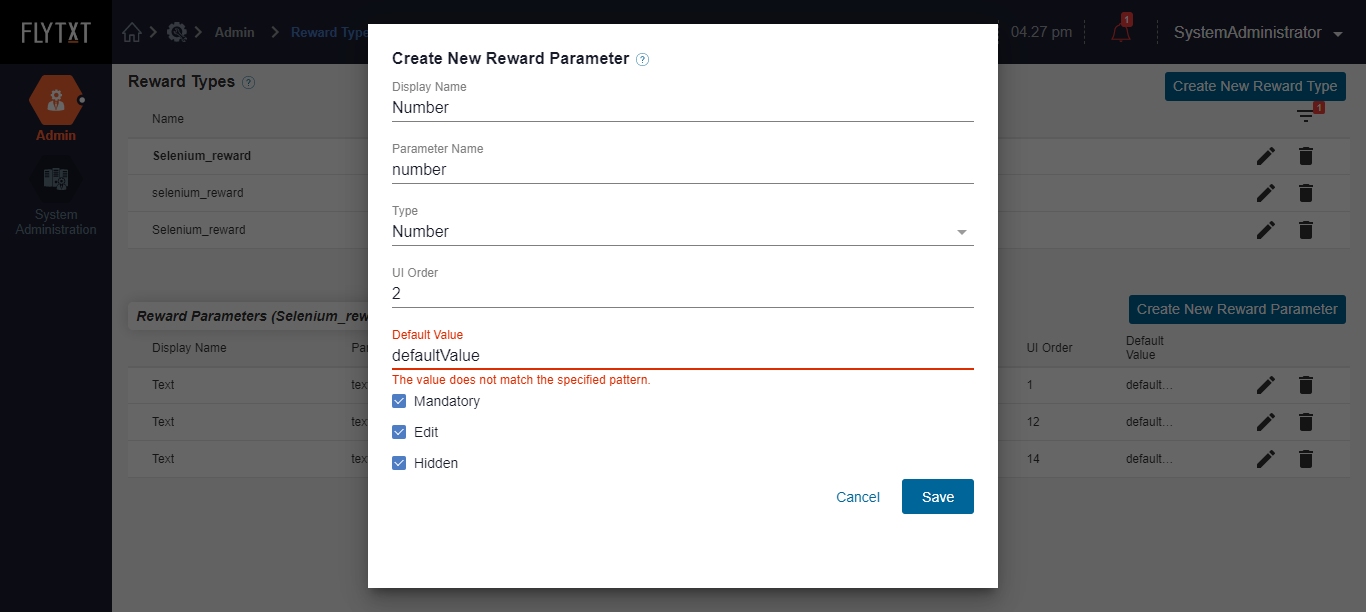 FLYTXT
Admin
Reward Type
04.27 pm
1
SystemAdministrator
Admin
System
Administration
Reward Types ?
Create New Reward Type
Name
1
Selenium_reward
selenium_reward
Selenium_reward
Reward Parameters (Selenium_rew
Create New Reward Parameter
Display Name
Par
UI Order
Default
Value
Text
tex
1
default...
Text
tex
12
default...
Text
tex
14
default...
Create New Reward Parameter ?
Display Name
Number
Parameter Name
number
Type
Number
UI Order
2
Default Value
defaultValue
The value does not match the specified pattern.
Mandatory
Edit
Hidden
Cancel
Save